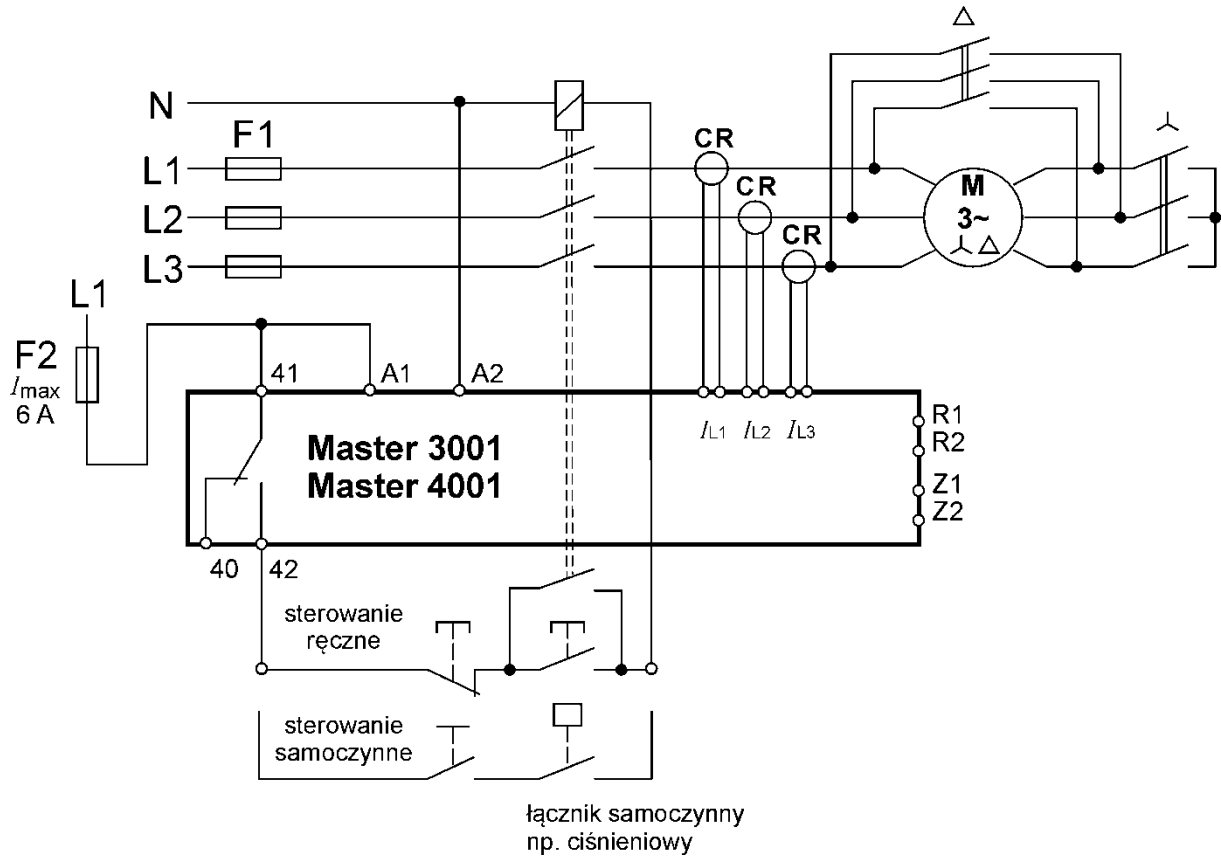 △
N
F1
CR
L1
M
CR
L2
3~
CR
△
L3
L1
F2
Imax
6 A
41
A1
A2
IL1
IL2
IL3
R1
R2
Z1
Z2
Master 3001
Master 4001
40
42
sterowanie
ręczne
sterowanie
samoczynne
łącznik samoczynny
np. ciśnieniowy